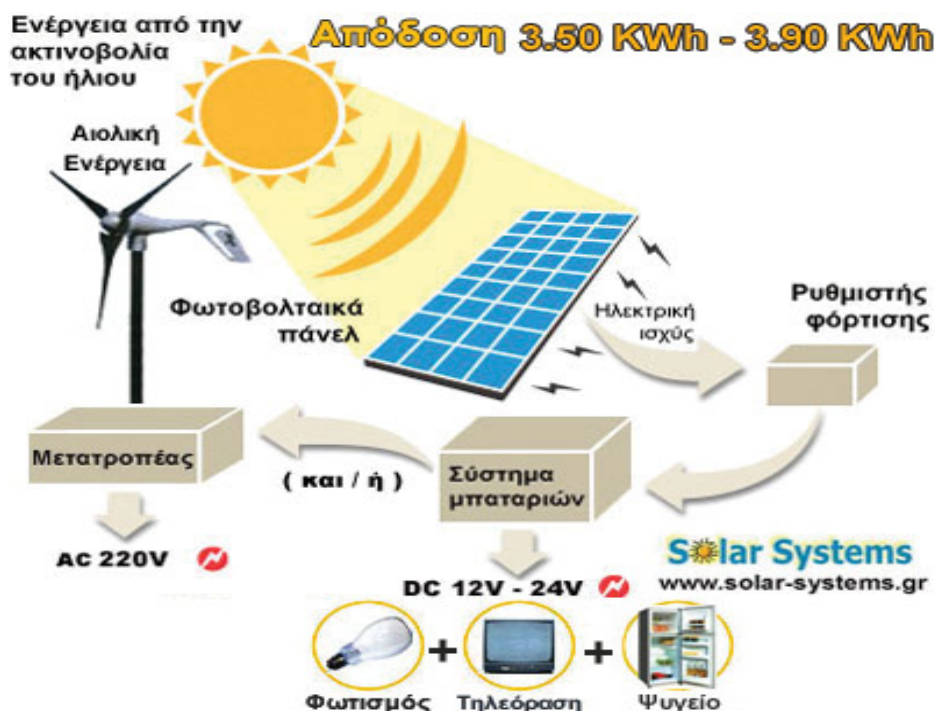 Ενέργεια από την
ακτινοβολία
του ήλιου
Απόδοση 3.50 KWh - 3.90 KWh
Αιολική
Ενέργεια
Φωτοβολταικά
πάνελ
Ηλεκτρική
ισχύς
Ρυθμιστής
φόρτισης
Μετατροπέας
( και / ή )
Σύστημα
μπαταριών
AC 220V
DC 12V - 24V
Solar Systems
www.solar-systems.gr
+
+
Φωτισμός
Τηλεόραση
Ψυγείο